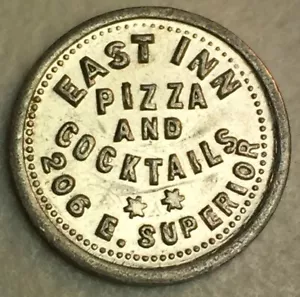 EAST INN
PIZZA
AND
COCKTAILS
206 E. SUPERIOR